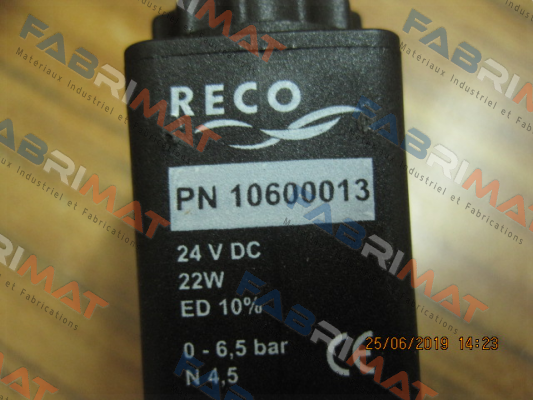 RECO
PN 10600013
24 V DC
22W
ED 10%
0 - 6,5 bar
N 4,5
CE
25/06/2019 14:23
FABRIMAT
Materiaux Industriel et Fabrications